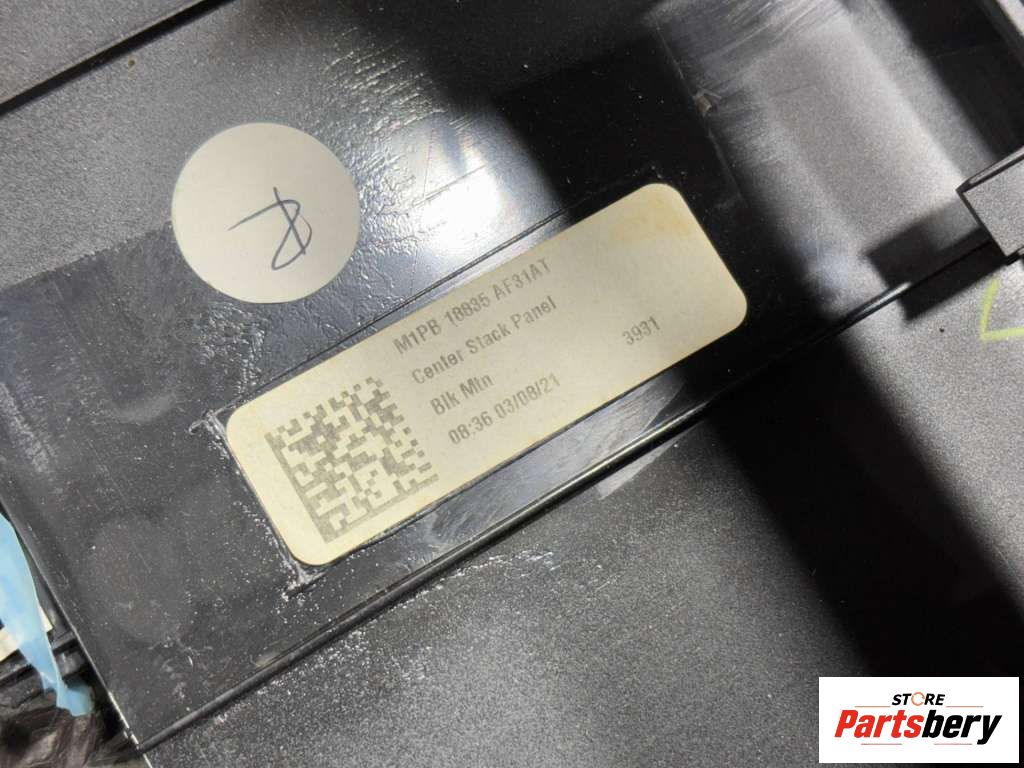 R
M1PB 18835 AF31AT
Center Stack Panel
Blk Mtn
3931
08:36 03/08/21
STORE
Partsbery